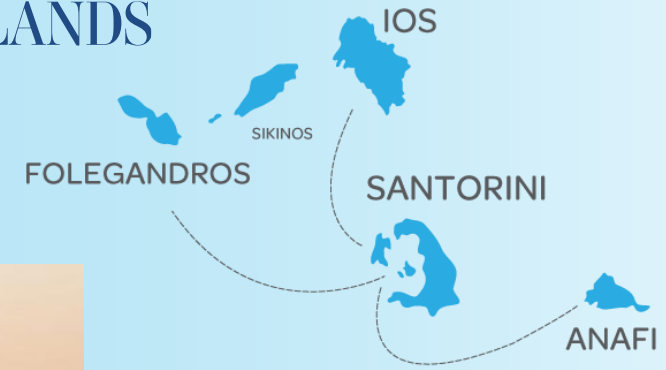 LANDS
IOS
SIKINOS
FOLEGANDROS
SANTORINI
ANAFI